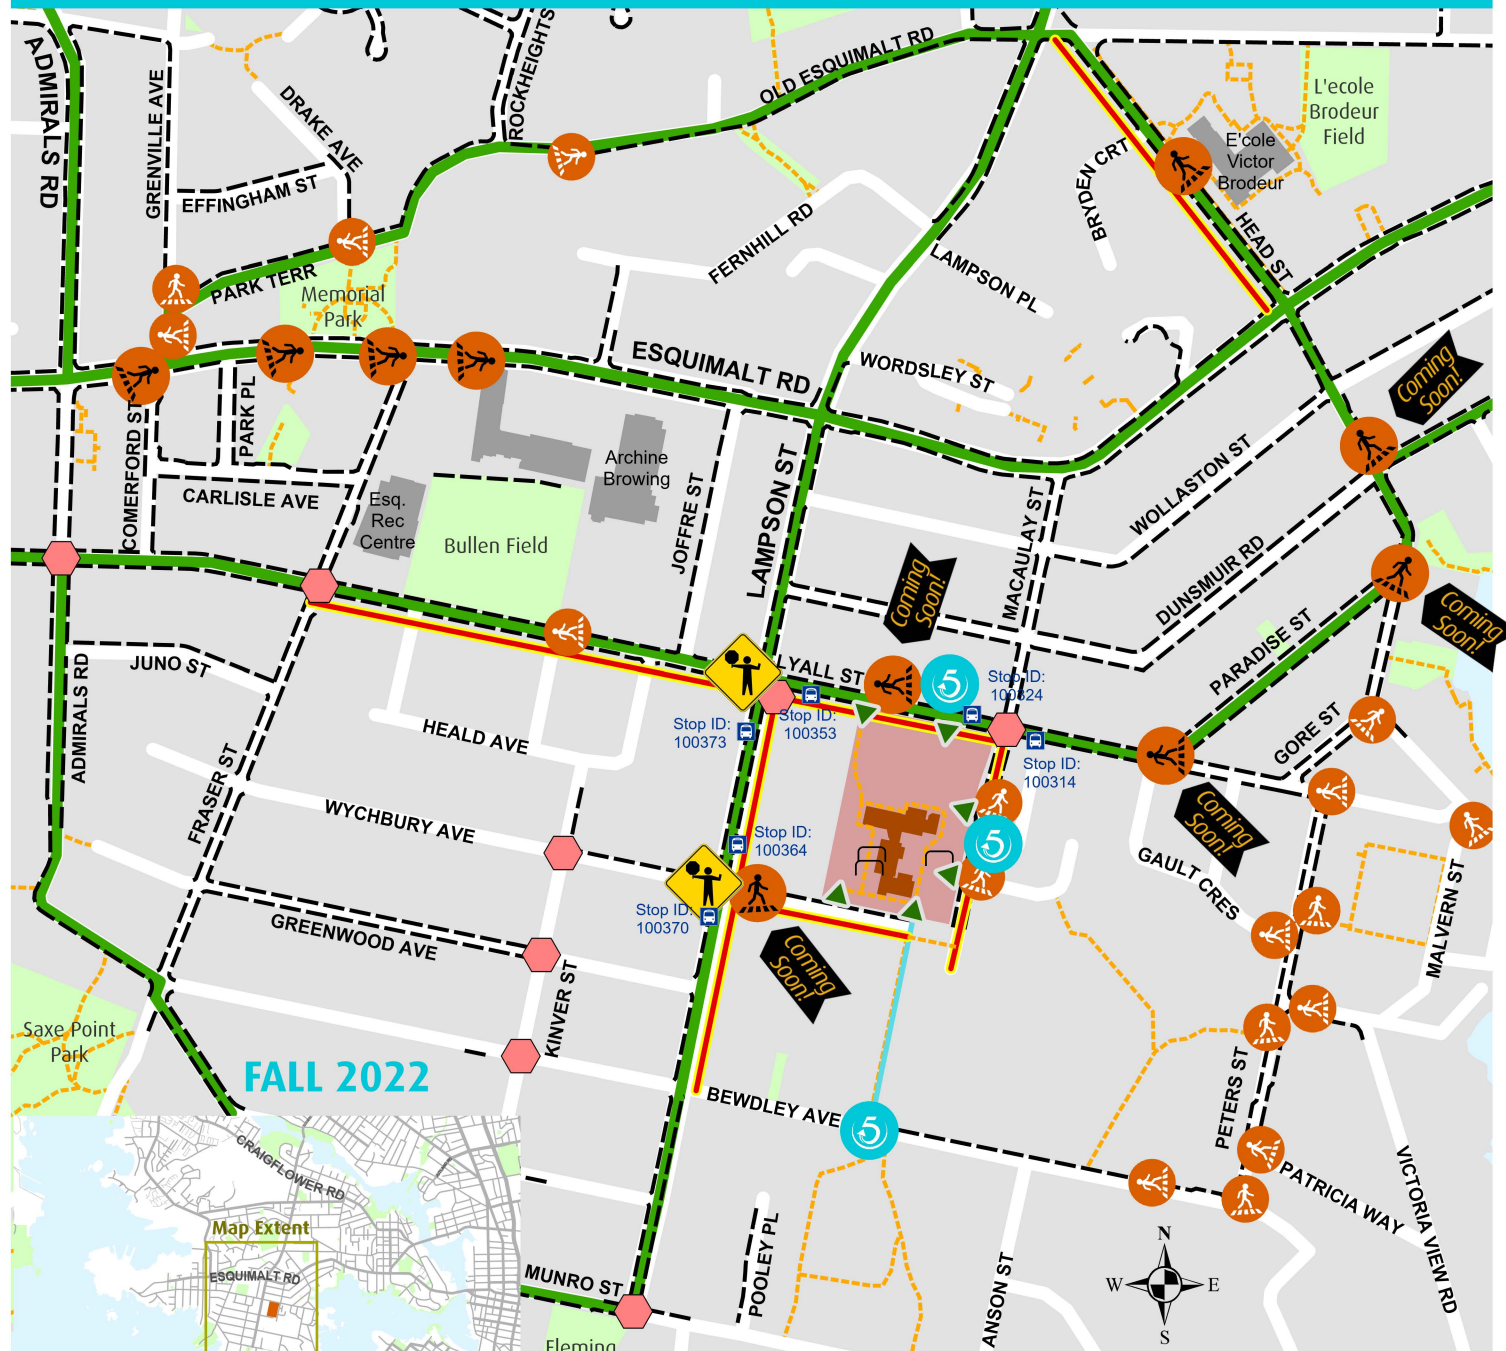 ADMIRALS RD
GRENVILLE AVE
DRAKE AVE
ROCKHEIGHTS
OLD ESQUIMALT RD
L'ecole
Brodeur
Field
E'cole
Victor
Brodeur
EFFINGHAM ST
BRYDEN CRT
HEAD ST
FERNHILL RD
LAMPSON PL
PARK TERR
Memorial
Park
ESQUIMALT RD
WORDSLEY ST
Coming
Soon!
COMERFORD ST
PARK PL
CARLISLE AVE
Esq.
Rec
Centre
Archine
Browing
Bullen Field
JOFFRE ST
LAMPSON ST
MACAULAY ST
WOLLASTON ST
DUNSMUIR RD
Coming
Soon!
PARADISE ST
Coming
Soon!
JUNO ST
ADMIRALS RD
LYALL ST
5
Stop ID:
100324
Stop ID:
100353
Stop ID:
100373
Stop ID:
100314
GORE ST
HEALD AVE
FRASER ST
WYCHBURY AVE
Stop ID:
100364
5
Coming
Soon!
GAULT CRES
MALVERN ST
Stop ID:
100370
GREENWOOD AVE
Coming
Soon!
KINVER ST
Saxe Point
Park
FALL 2022
BEWDLEY AVE
5
PETERS ST
PATRICIA WAY
VICTORIA VIEW RD
CRAIGFLOWER RD
Map Extent
ESQUIMALT RD
MUNRO ST
POOLEY PL
ANSON ST
N
W
E
S
Fleming